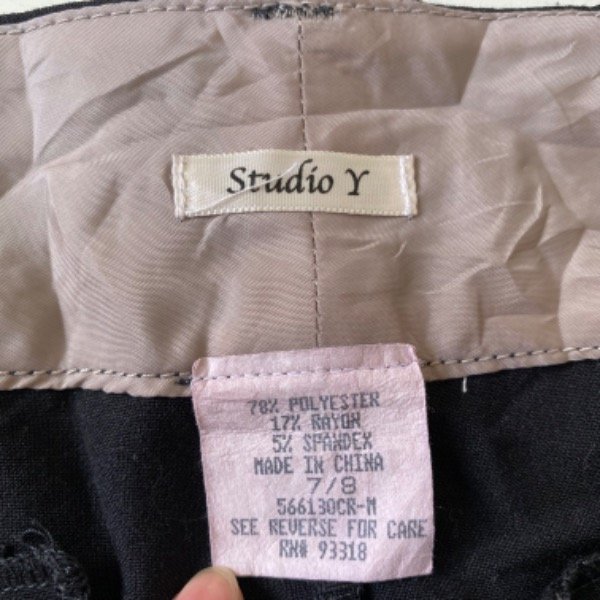 Studio Y
78% POLYESTER
17% RAYON
5% SPANDEX
MADE IN CHINA
7/8
566130CR-M
SEE REVERSE FOR CARE
RN# 93318